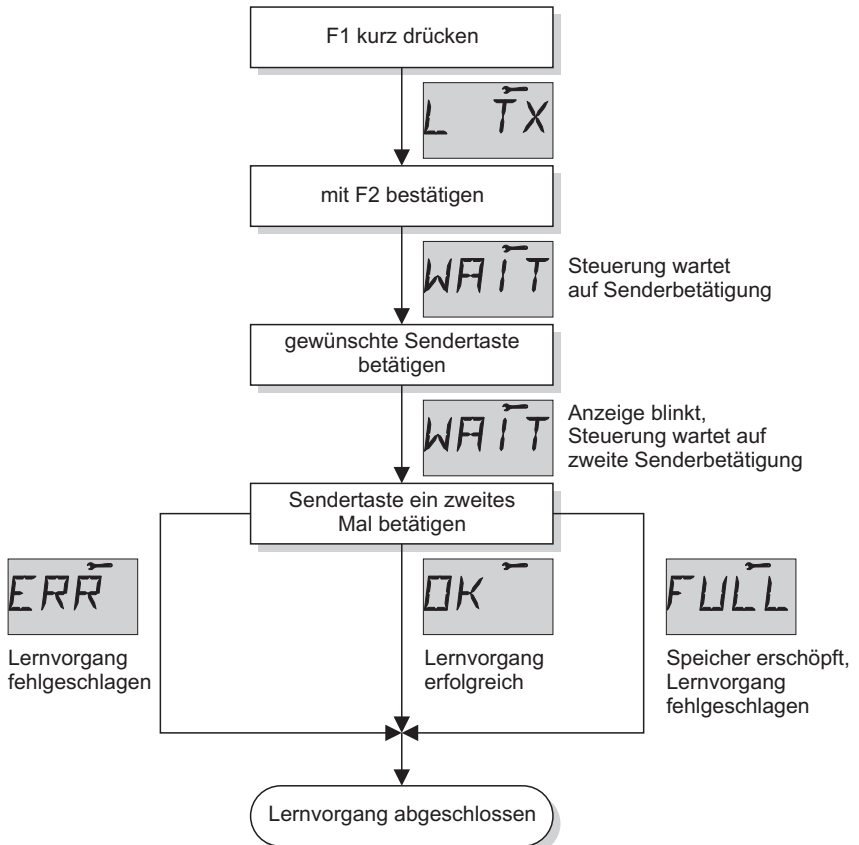 F1 kurz drücken
L TX
mit F2 bestätigen
WAIT
Steuerung wartet
auf Senderbetätigung
gewünschte Sendertaste
betätigen
WAIT
Anzeige blinkt,
Steuerung wartet auf
zweite Senderbetätigung
Sendertaste ein zweites
Mal betätigen
ERR
Lernvorgang
fehlgeschlagen
OK
Lernvorgang
erfolgreich
FULL
Speicher erschöpft,
Lernvorgang
fehlgeschlagen
Lernvorgang abgeschlossen